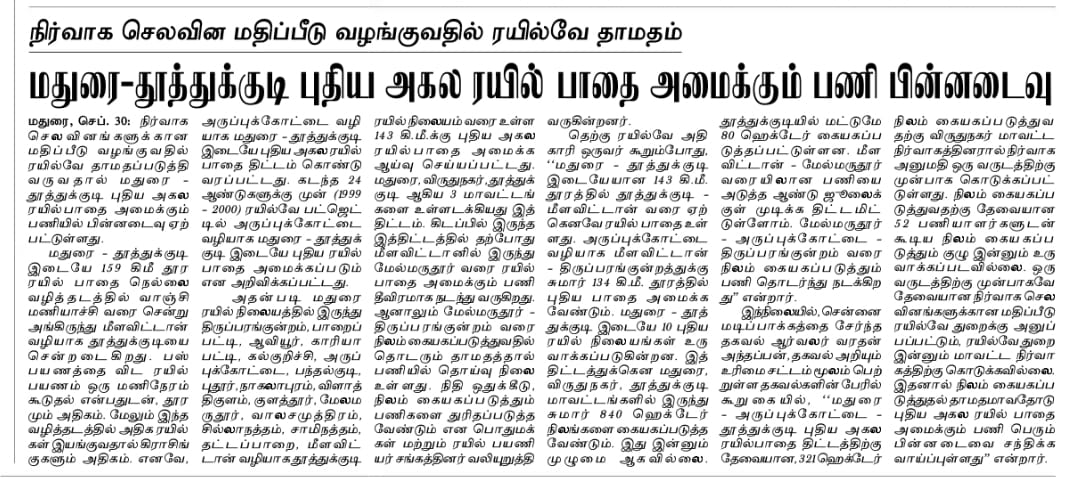 நிர்வாக செலவின மதிப்பீடு வழங்குவதில் ரயில்வே தாமதம்
மதுரை-தூத்துக்குடி புதிய அகல ரயில் பாதை அமைக்கும் பணி பின்னடைவு
மதுரை, செப். 30: நிர்வாக
செலவினங்களுக்கான
மதிப்பீடு வழங்குவதில்
ரயில்வே தாமதப்படுத்தி
வருவதால் மதுரை -
தூத்துக்குடி புதிய அகல
ரயில்பாதை அமைக்கும்
பணியில் பின்னடைவு ஏற்
பட்டுள்ளது.
மதுரை - தூத்துக்குடி
இடையே 159 கிமீ தூர
ரயில் பாதை நெல்லை
வழித்தடத்தில் வாஞ்சி
மணியாச்சி வரை சென்று
அங்கிருந்து மீளவிட்டான்
வழியாக தூத்துக்குடியை
சென்றடைகிறது. பஸ்
பயணத்தை விட ரயில்
பயணம் ஒரு மணிநேரம்
கூடுதல் என்பதுடன், தூர
மும் அதிகம். மேலும் இந்த
வழித்தடத்தில் அதிக ரயில்
கள் இயங்குவதால் கிராசிங்
குகளும் அதிகம். எனவே,
அருப்புக்கோட்டை வழி
யாக மதுரை -தூத்துக்குடி
இடையே புதிய அகல ரயில்
பாதை திட்டம் கொண்டு
வரப்பட்டது. கடந்த 24
ஆண்டுகளுக்கு முன் (1999
- 2000) ரயில்வே பட்ஜெட்
டில் அருப்புக்கோட்டை
வழியாக மதுரை - தூத்துக்
குடி இடையே புதிய ரயில்
பாதை அமைக்கப்படும்
என அறிவிக்கப்பட்டது.
அதன்படி மதுரை
ரயில் நிலையத்தில் இருந்து
திருப்பரங்குன்றம், பாறைப்
பட்டி, ஆவியூர், காரியா
பட்டி, கல்குறிச்சி, அருப்
புக்கோட்டை, பந்தல்குடி,
புதூர், நாகலாபுரம், விளாத்
திகுளம், குளத்தூர், மேலம
ருதூர், வாலசமுத்திரம்,
சில்லாநத்தம், சாமிநத்தம்,
தட்டப்பாறை, மீளவிட்
டான் வழியாக தூத்துக்குடி
ரயில் நிலையம் வரை உள்ள
143 கி.மீ.க்கு புதிய அகல
ரயில்பாதை அமைக்க
ஆய்வு செய்யப்பட்டது.
மதுரை, விருதுநகர், தூத்துக்
குடி ஆகிய 3 மாவட்டங்
களை உள்ளடக்கியது இத்
திட்டம். கிடப்பில் இருந்து
இத்திட்டத்தில் தற்போது
மீளவிட்டானில் இருந்து
மேல்மருதூர் வரை ரயில்
பாதை அமைக்கும் பணி
தீவிரமாக நடந்து வருகிறது.
ஆனாலும் மேல்மருதூர் -
திருப்பரங்குன்றம் வரை
நிலம் கையகப்படுத்துவதில்
தொடரும் தாமதத்தால்
பணியில் தொய்வு நிலை
உள்ளது. நிதி ஒதுக்கீடு,
நிலம் கையகப்படுத்தும்
பணிகளை துரிதப்படுத்த
வேண்டும் என பொதுமக்
கள் மற்றும் ரயில் பயணி
யர் சங்கத்தினர் வலியுறுத்தி
வருகின்றனர்.
தெற்கு ரயில்வே அதி
காரி ஒருவர் கூறும்போது,
‘‘மதுரை - தூத்துக்குடி
இடையேயான 143 கி.மீ.
தூரத்தில் தூத்துக்குடி -
மீளவிட்டான் வரை ஏற்
கெனவே ரயில் பாதை உள்
ளது. அருப்புக்கோட்டை
வழியாக மீளவிட்டான்
- திருப்பரங்குன்றத்துக்கு
சுமார் 134 கி.மீ. தூரத்தில்
புதிய பாதை அமைக்க
வேண்டும். மதுரை - தூத்
துக்குடி இடையே 10 புதிய
ரயில் நிலையங்கள் உரு
வாக்கப்படுகின்றன. இத்
திட்டத்துக்கென மதுரை,
விருதுநகர், தூத்துக்குடி
மாவட்டங்களில் இருந்து
சுமார் 840 ஹெக்டேர்
நிலங்களை கையகப்படுத்த
வேண்டும். இது இன்னும்
முழுமை ஆகவில்லை.
தூத்துக்குடியில் மட்டுமே
80 ஹெக்டேர் கையகப்ப
டுத்தப்பட்டுள்ளன. மீள
விட்டான் - மேல்மருதூர்
வரையிலான பணியை
அடுத்த ஆண்டு ஜூலைக்
குள் முடிக்க திட்டமிட்
டுள்ளோம். மேல்மருதூர்
- அருப்புக்கோட்டை -
திருப்பரங்குன்றம் வரை
நிலம் கையகப்படுத்தும்
பணி தொடர்ந்து நடக்கிற
து” என்றார்.
இந்நிலையில், சென்னை
மடிப்பாக்கத்தை சேர்ந்த
தகவல் ஆர்வலர் வரதன்
அந்தப்பன், தகவல் அறியும்
உரிமை சட்டம் மூலம் பெற்
றுள்ள தகவல்களின் பேரில்
கூறுகையில், ‘‘மதுரை
- அருப்புக்கோட்டை -
தூத்துக்குடி புதிய அகல
ரயில்பாதை திட்டத்திற்கு
தேவையான, 321 ஹெக்டேர்
நிலம் கையகப்படுத்துவ
தற்கு விருதுநகர் மாவட்ட
நிர்வாகத்தினரால் நிர்வாக
அனுமதி ஒரு வருடத்திற்கு
முன்பாக கொடுக்கப்பட்
டுள்ளது. நிலம் கையகப்ப
டுத்துவதற்கு தேவையான
52 பணியாளர்களுடன்
கூடிய நிலம் கையகப்ப
டுத்தும் குழு இன்னும் உரு
வாக்கப்படவில்லை. ஒரு
வருடத்திற்கு முன்பாகவே
தேவையான நிர்வாக செல
வினங்களுக்கான மதிப்பீடு
ரயில்வே துறைக்கு அனுப்
பப்பட்டும், ரயில்வே துறை
இன்னும் மாவட்ட நிர்வா
கத்திற்கு கொடுக்கவில்லை.
இதனால் நிலம் கையகப்ப
டுத்துதல் தாமதமாவதோடு
புதிய அகல ரயில் பாதை
அமைக்கும் பணி பெரும்
பின்னடைவை சந்திக்க
வாய்ப்புள்ளது” என்றார்.